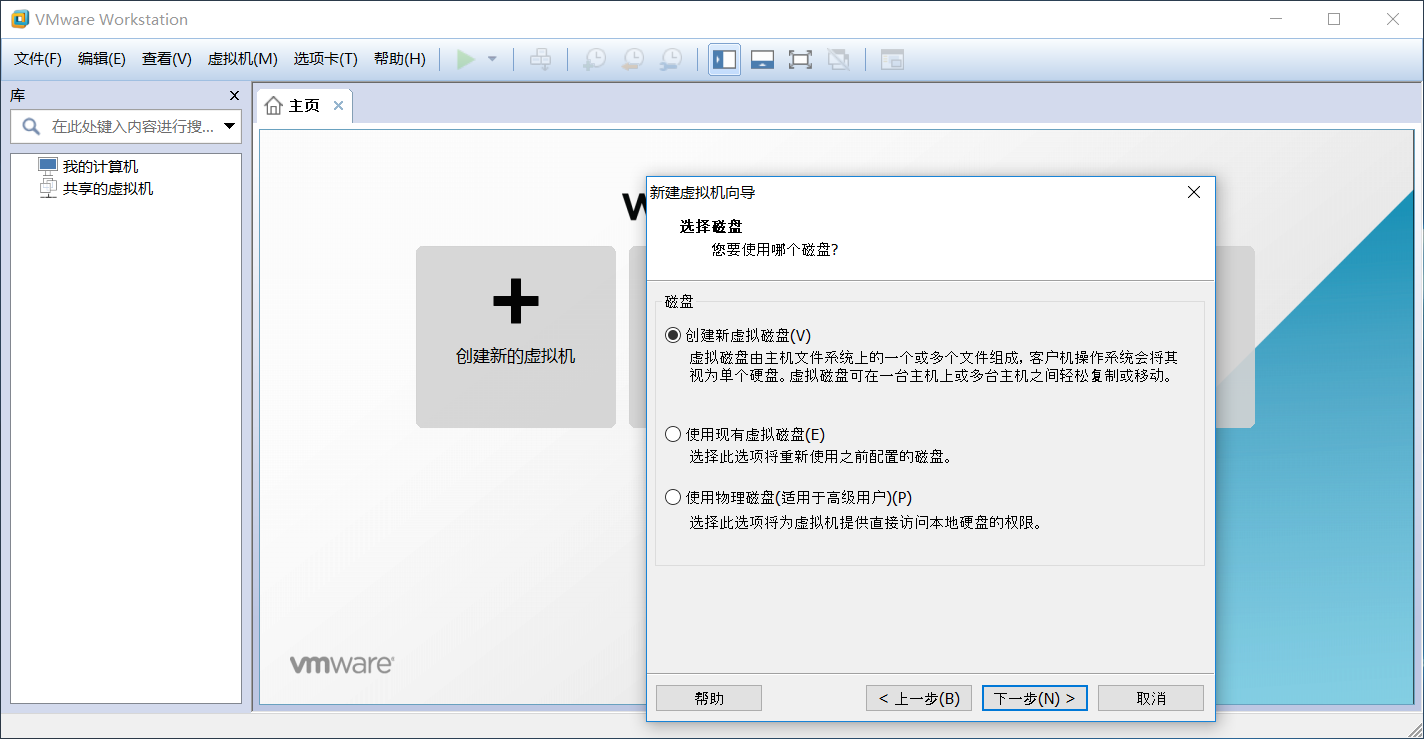 VMware Workstation
文件(F) 编辑(E) 查看(V) 虚拟机(M) 选项卡(T) 帮助(H)
库
主页
在此处键入内容进行搜...
我的计算机
共享的虚拟机
W
创建新的虚拟机
新建虚拟机向导
选择磁盘
您要使用哪个磁盘?
磁盘
创建新虚拟磁盘(V)
虚拟磁盘由主机文件系统上的一个或多个文件组成，客户机操作系统会将其
视为单个硬盘。虚拟磁盘可在一台主机上或多台主机之间轻松复制或移动。
使用现有虚拟磁盘(E)
选择此选项将重新使用之前配置的磁盘。
使用物理磁盘(适用于高级用户)(P)
选择此选项将为虚拟机提供直接访问本地硬盘的权限。
vmware
帮助 < 上一步(B) 下一步(N) > 取消